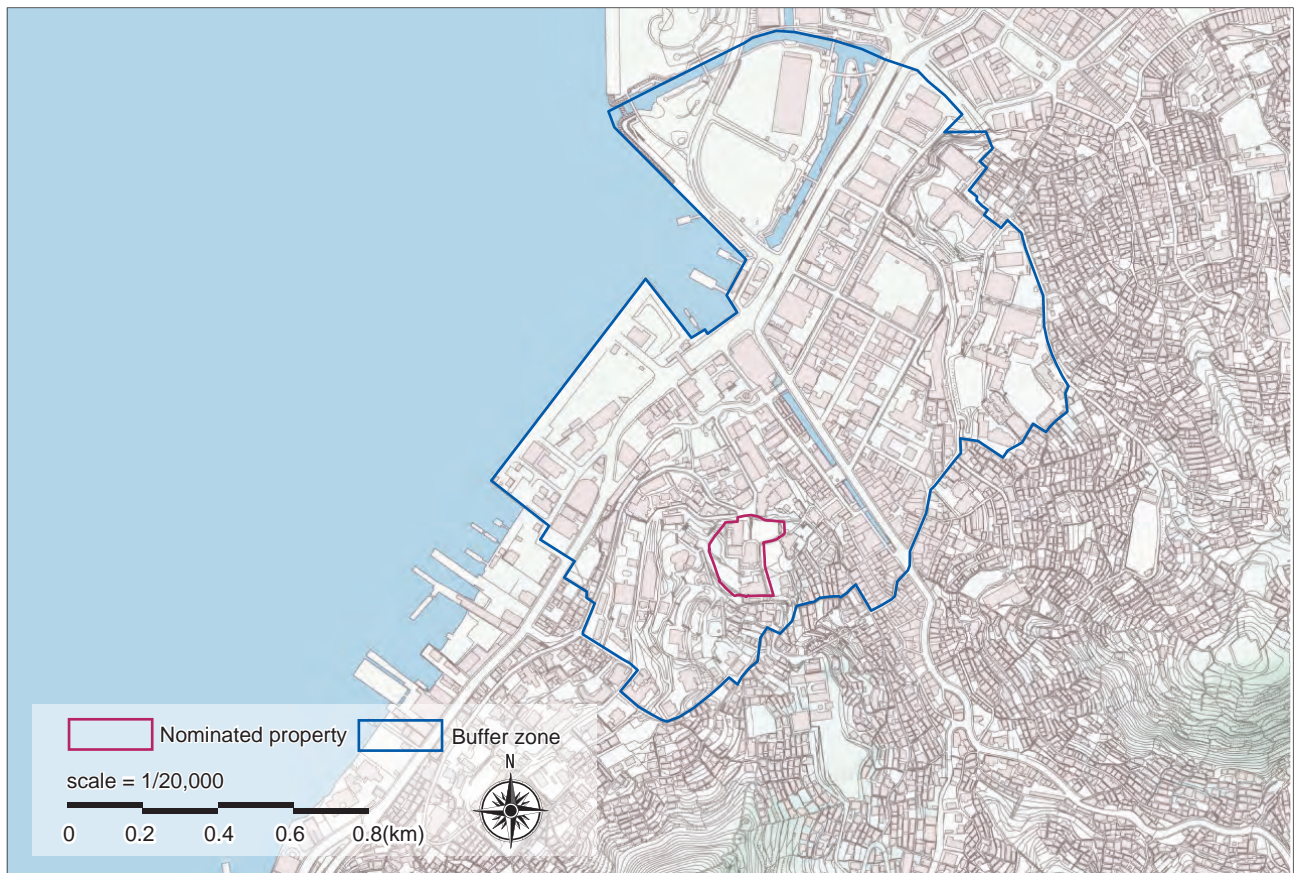 Nominated property
Buffer zone
scale = 1/20,000
N
0 0.2 0.4 0.6 0.8(km)